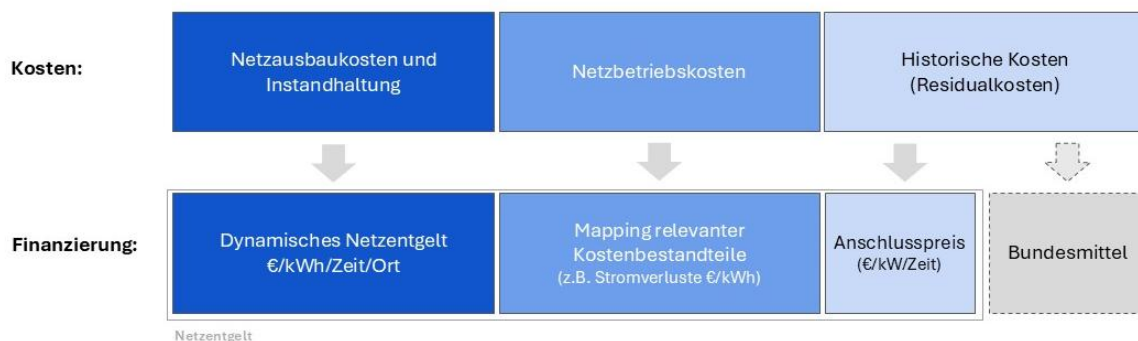 Kosten:
Netzausbaukosten und
Instandhaltung
Netzbetriebskosten
Historische Kosten
(Residualkosten)
Finanzierung:
Dynamisches Netzentgelt
€/kWh/Zeit/Ort
Mapping relevanter
Kostenbestandteile
(z.B. Stromverluste €/kWh)
Anschlusspreis
(€/kW/Zeit)
Bundesmittel
Netzentgelt